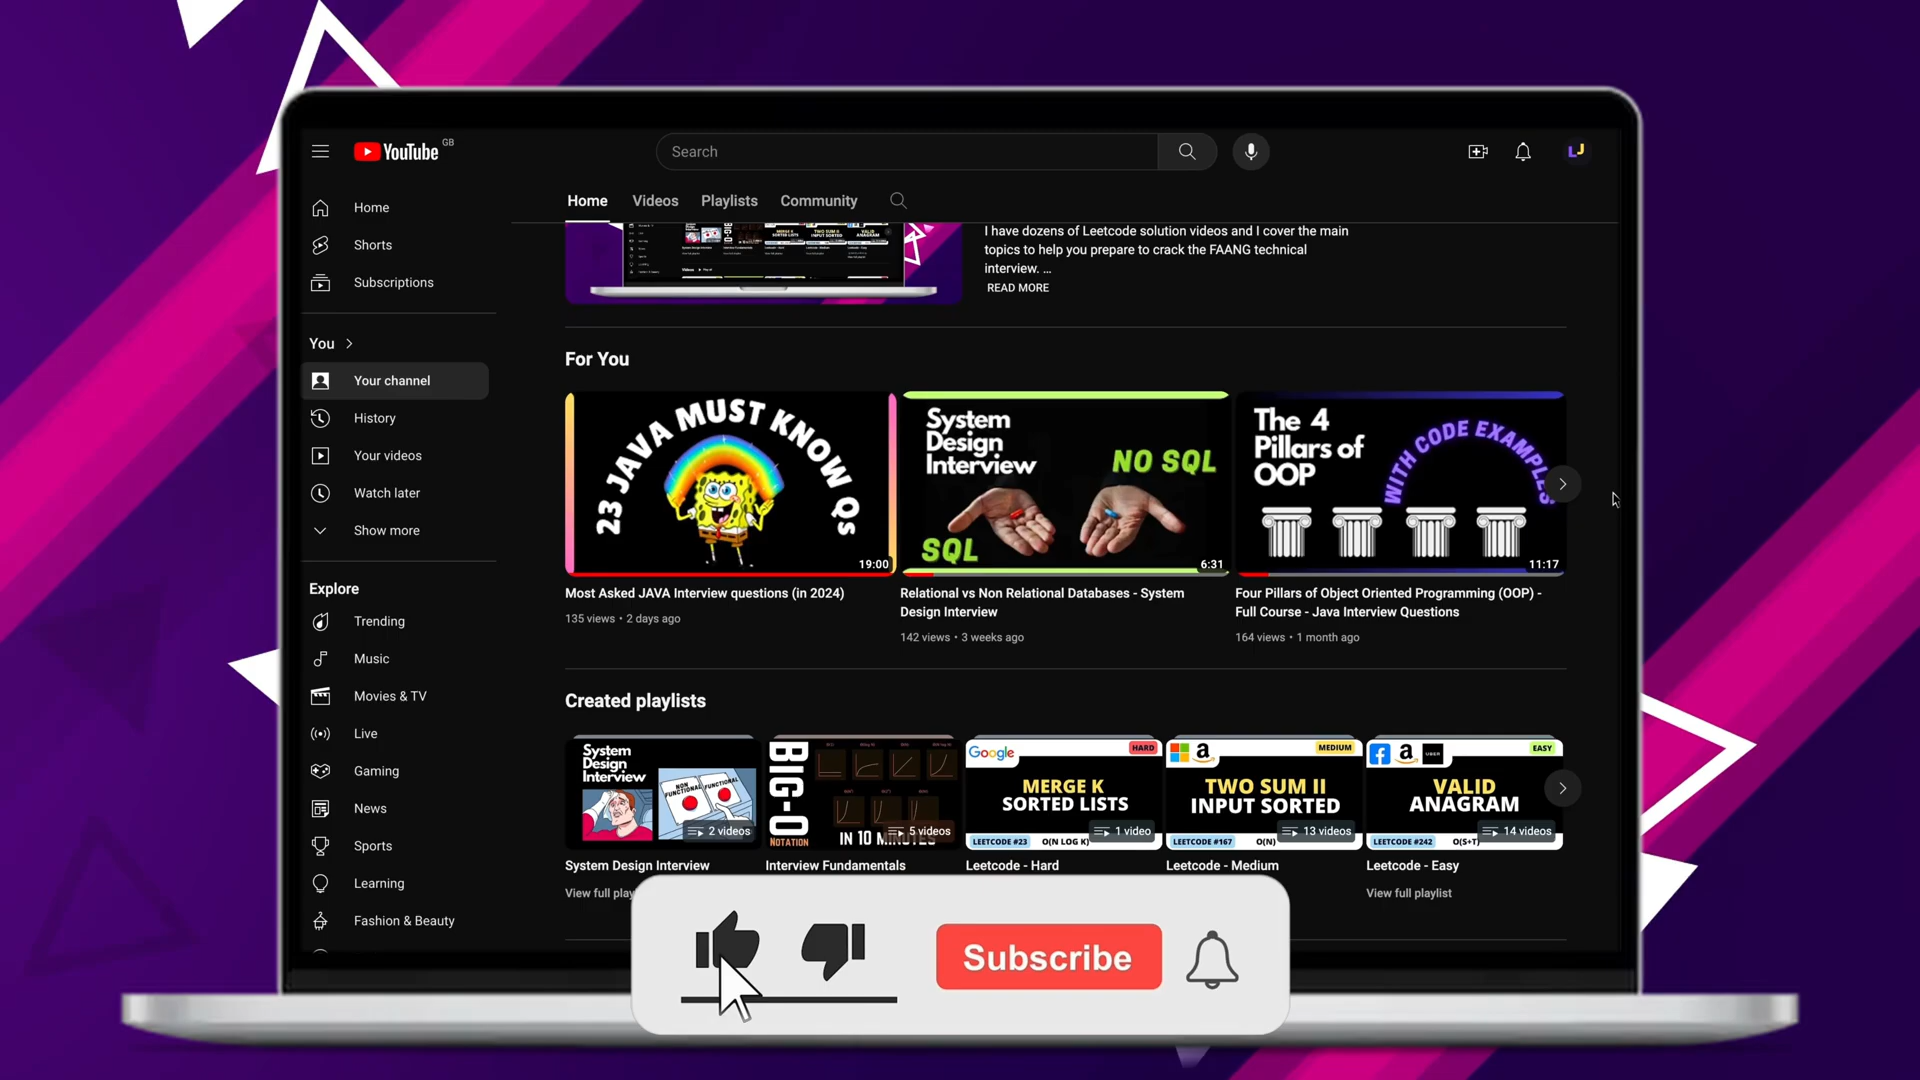 YouTube GB
Search
LJ
Home
Shorts
Subscriptions
You
Your channel
History
Your videos
Watch later
Show more
Explore
Trending
Music
Movies & TV
Live
Gaming
News
Sports
Learning
Fashion & Beauty
Home Videos Playlists Community
I have dozens of Leetcode solution videos and I cover the main
topics to help you prepare to crack the FAANG technical
interview. ...
READ MORE
For You
23 JAVA MUST KNOW Qs
19:00
System
Design
Interview
NO SQL
SQL
6:31
The 4
Pillars of
OOP
WITH CODE EXAMPLES
11:17
Most Asked JAVA Interview questions (in 2024)
135 views • 2 days ago
Relational vs Non Relational Databases - System
Design Interview
142 views • 3 weeks ago
Four Pillars of Object Oriented Programming (OOP) -
Full Course - Java Interview Questions
164 views • 1 month ago
Created playlists
System
Design
Interview
NON FUNCTIONAL
FUNCTIONAL
2 videos
BIG-O
NOTATION
IN 10 MINUTES
5 videos
Google
HARD
MERGE K
SORTED LISTS
LEETCODE #23
O(N LOG K)
1 video
MEDIUM
TWO SUM II
INPUT SORTED
LEETCODE #167
O(N)
13 videos
UBER
EASY
VALID
ANAGRAM
LEETCODE #242
O(S+T)
14 videos
System Design Interview
Interview Fundamentals
Leetcode - Hard
Leetcode - Medium
Leetcode - Easy
View full play
View full playlist
Subscribe